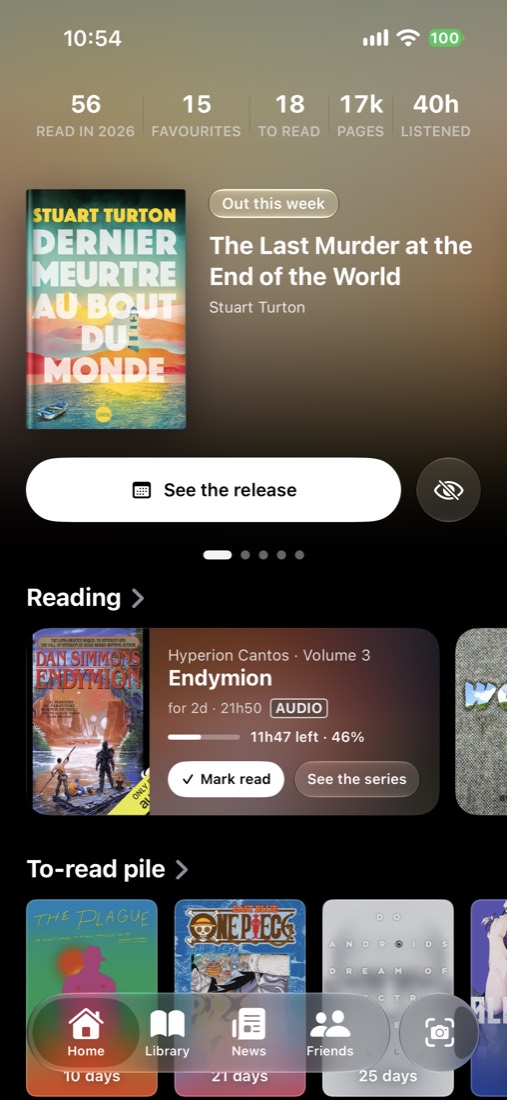 10:54
100
56
READ IN 2026
15
FAVOURITES
18
TO READ
17k
PAGES
40h
LISTENED
STUART TURTON
DERNIER
MEURTRE
AU BOUT
DU
MONDE
Out this week
The Last Murder at the
End of the World
Stuart Turton
See the release
Reading
DAN SIMMONS
ENDYMION
ONLY
Hyperion Cantos · Volume 3
Endymion
for 2d · 21h50 AUDIO
11h47 left · 46%
✓ Mark read
See the series
To-read pile
THE PLAGUE
ONE PIECE
DO
ANDROIDS
DREAM OF
Home
Library
News
Friends
10 days
21 days
25 days